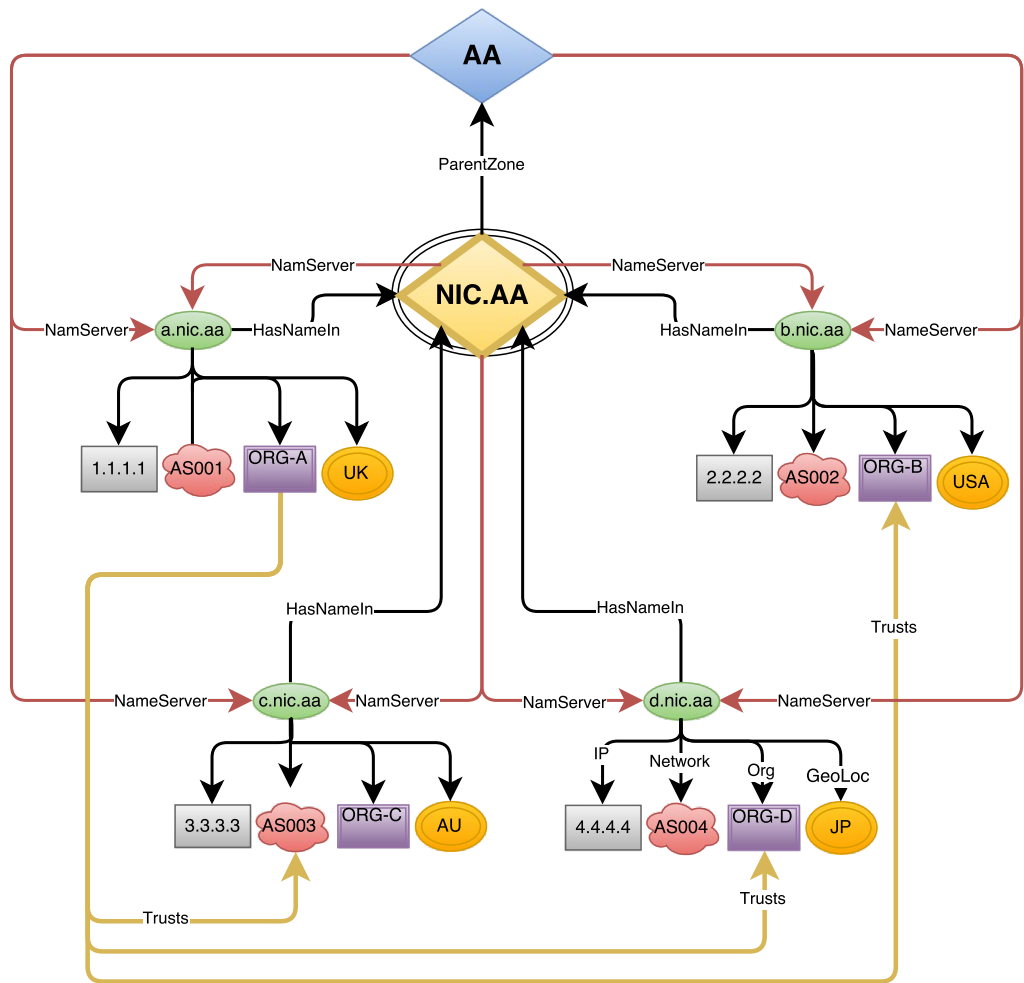 AA
ParentZone
NamServer
NameServer
NIC.AA
NamServer
a.nic.aa
HasNameIn
HasNameIn
b.nic.aa
NameServer
1.1.1.1
AS001
ORG-A
UK
2.2.2.2
AS002
ORG-B
USA
HasNameIn
HasNameIn
Trusts
NameServer
c.nic.aa
NamServer
NamServer
d.nic.aa
NameServer
IP
Network
Org
GeoLoc
3.3.3.3
AS003
ORG-C
AU
4.4.4.4
AS004
ORG-D
JP
Trusts
Trusts